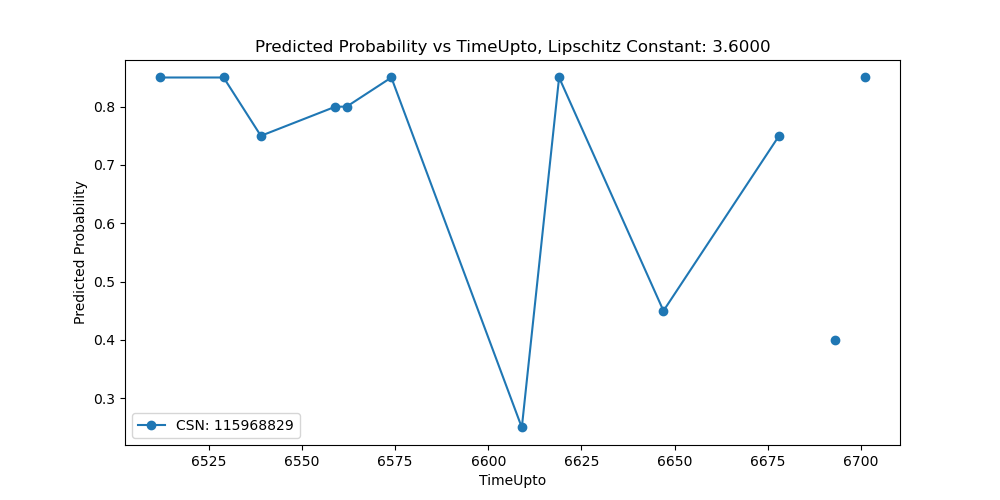 Predicted Probability vs TimeUpto, Lipschitz Constant: 3.6000
Predicted Probability
0.8
0.7
0.6
0.5
0.4
0.3
CSN: 115968829
6525 6550 6575 6600 6625 6650 6675 6700
TimeUpto